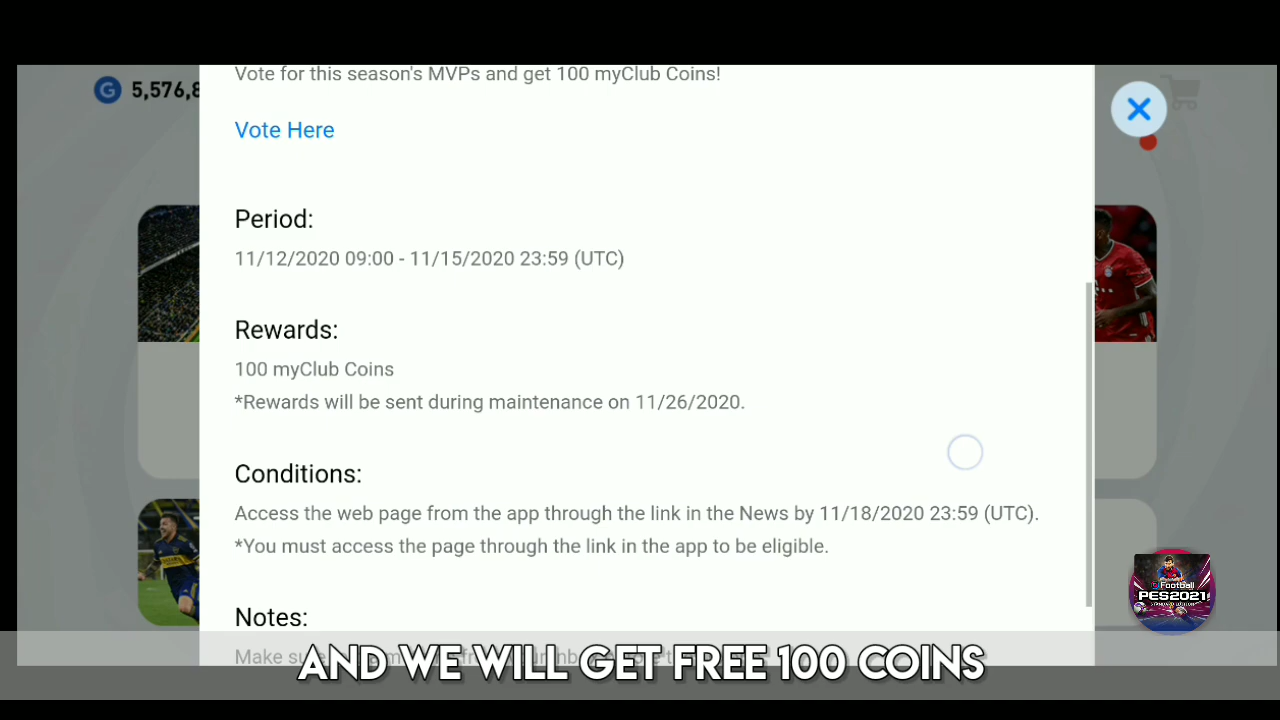 Vote for this season's MVPs and get 100 myClub Coins!
5,576,8
Vote Here
Period:
11/12/2020 09:00 - 11/15/2020 23:59 (UTC)
Rewards:
100 myClub Coins
*Rewards will be sent during maintenance on 11/26/2020.
Conditions:
Access the web page from the app through the link in the News by 11/18/2020 23:59 (UTC).
*You must access the page through the link in the app to be eligible.
Football
PES2021
Notes:
Make su
AND WE WILL GET FREE 100 COINS